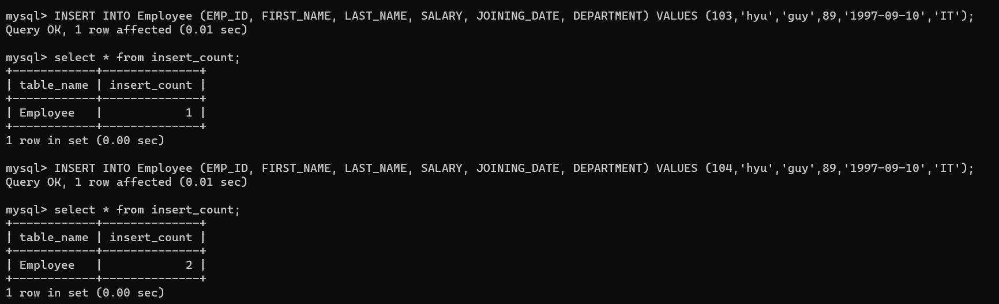 mysql> INSERT INTO Employee (EMP_ID, FIRST_NAME, LAST_NAME, SALARY, JOINING_DATE, DEPARTMENT) VALUES (103,'hyu','guy',89,'1997-09-10','IT');
Query OK, 1 row affected (0.01 sec)

mysql> select * from insert_count;
+------------+--------------+
| table_name | insert_count |
+------------+--------------+
| Employee   |            1 |
+------------+--------------+
1 row in set (0.00 sec)

mysql> INSERT INTO Employee (EMP_ID, FIRST_NAME, LAST_NAME, SALARY, JOINING_DATE, DEPARTMENT) VALUES (104,'hyu','guy',89,'1997-09-10','IT');
Query OK, 1 row affected (0.01 sec)

mysql> select * from insert_count;
+------------+--------------+
| table_name | insert_count |
+------------+--------------+
| Employee   |            2 |
+------------+--------------+
1 row in set (0.00 sec)